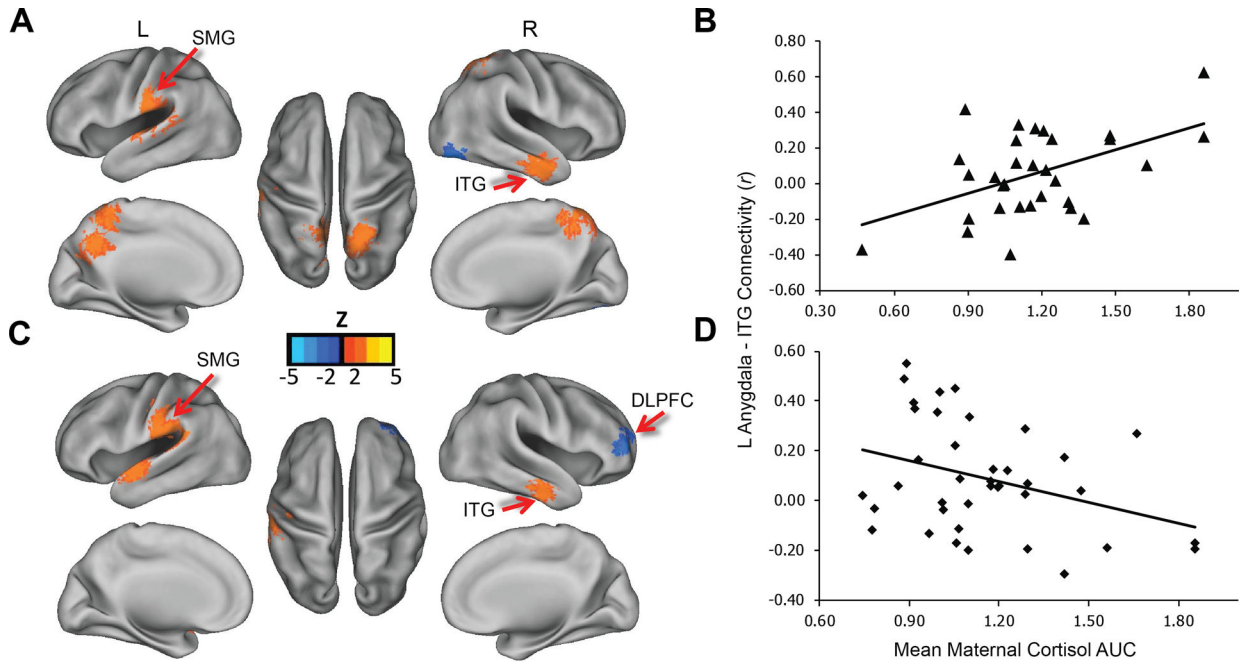 A
L
R
SMG
ITG
B
0.80
0.60
0.40
0.20
0.00
-0.20
-0.40
-0.60
0.30 0.60 0.90 1.20 1.50 1.80
L Anygdala - ITG Connectivity (r)
C
Z
-5 -2 2 5
SMG
DLPFC
ITG
D
0.60
0.40
0.20
0.00
-0.20
-0.40
0.60 0.90 1.20 1.50 1.80
Mean Maternal Cortisol AUC